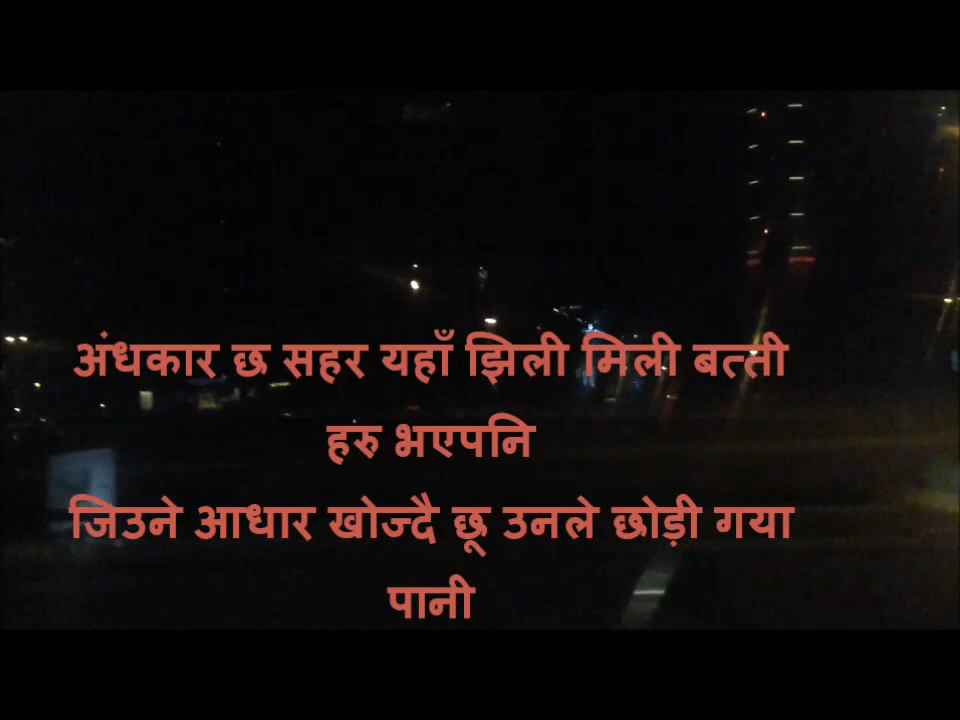 अंधकार छ सहर यहाँ झिली मिली बत्ती
हरु भएपनि
जिउने आधार खोज्दै छू उनले छोड़ी गया
पानी